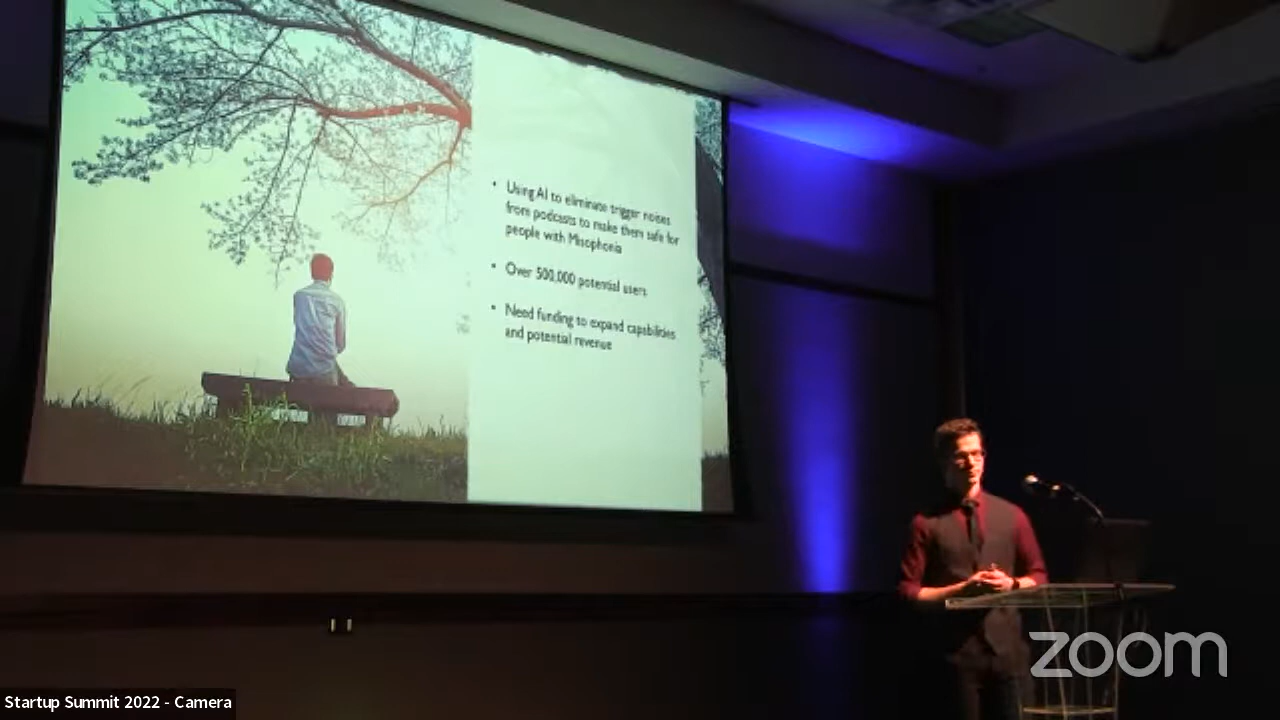 • Using AI to eliminate trigger noises
from podcasts to make them safe for
people with Misophonia
• Over 500,000 potential users
• Need funding to expand capabilities
and potential revenue
zoom
Startup Summit 2022 - Camera